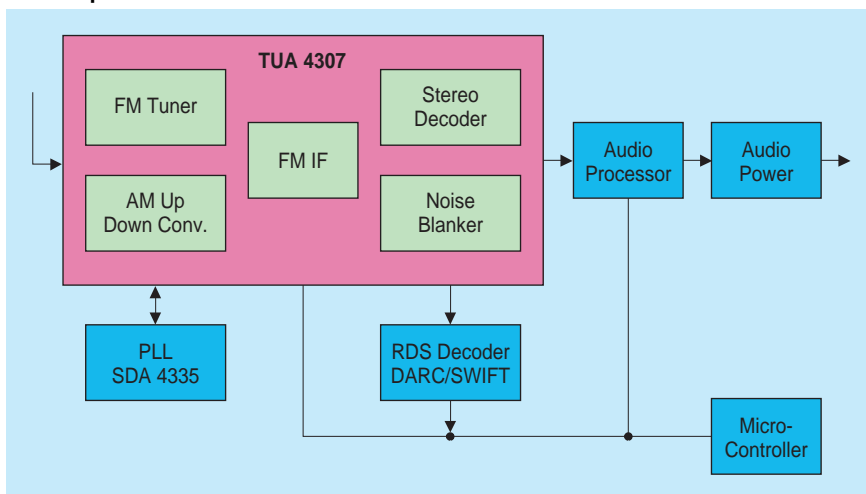 TUA 4307
FM Tuner
Stereo
Decoder
FM IF
AM Up
Down Conv.
Noise
Blanker
Audio
Processor
Audio
Power
PLL
SDA 4335
RDS Decoder
DARC/SWIFT
Micro-
Controller